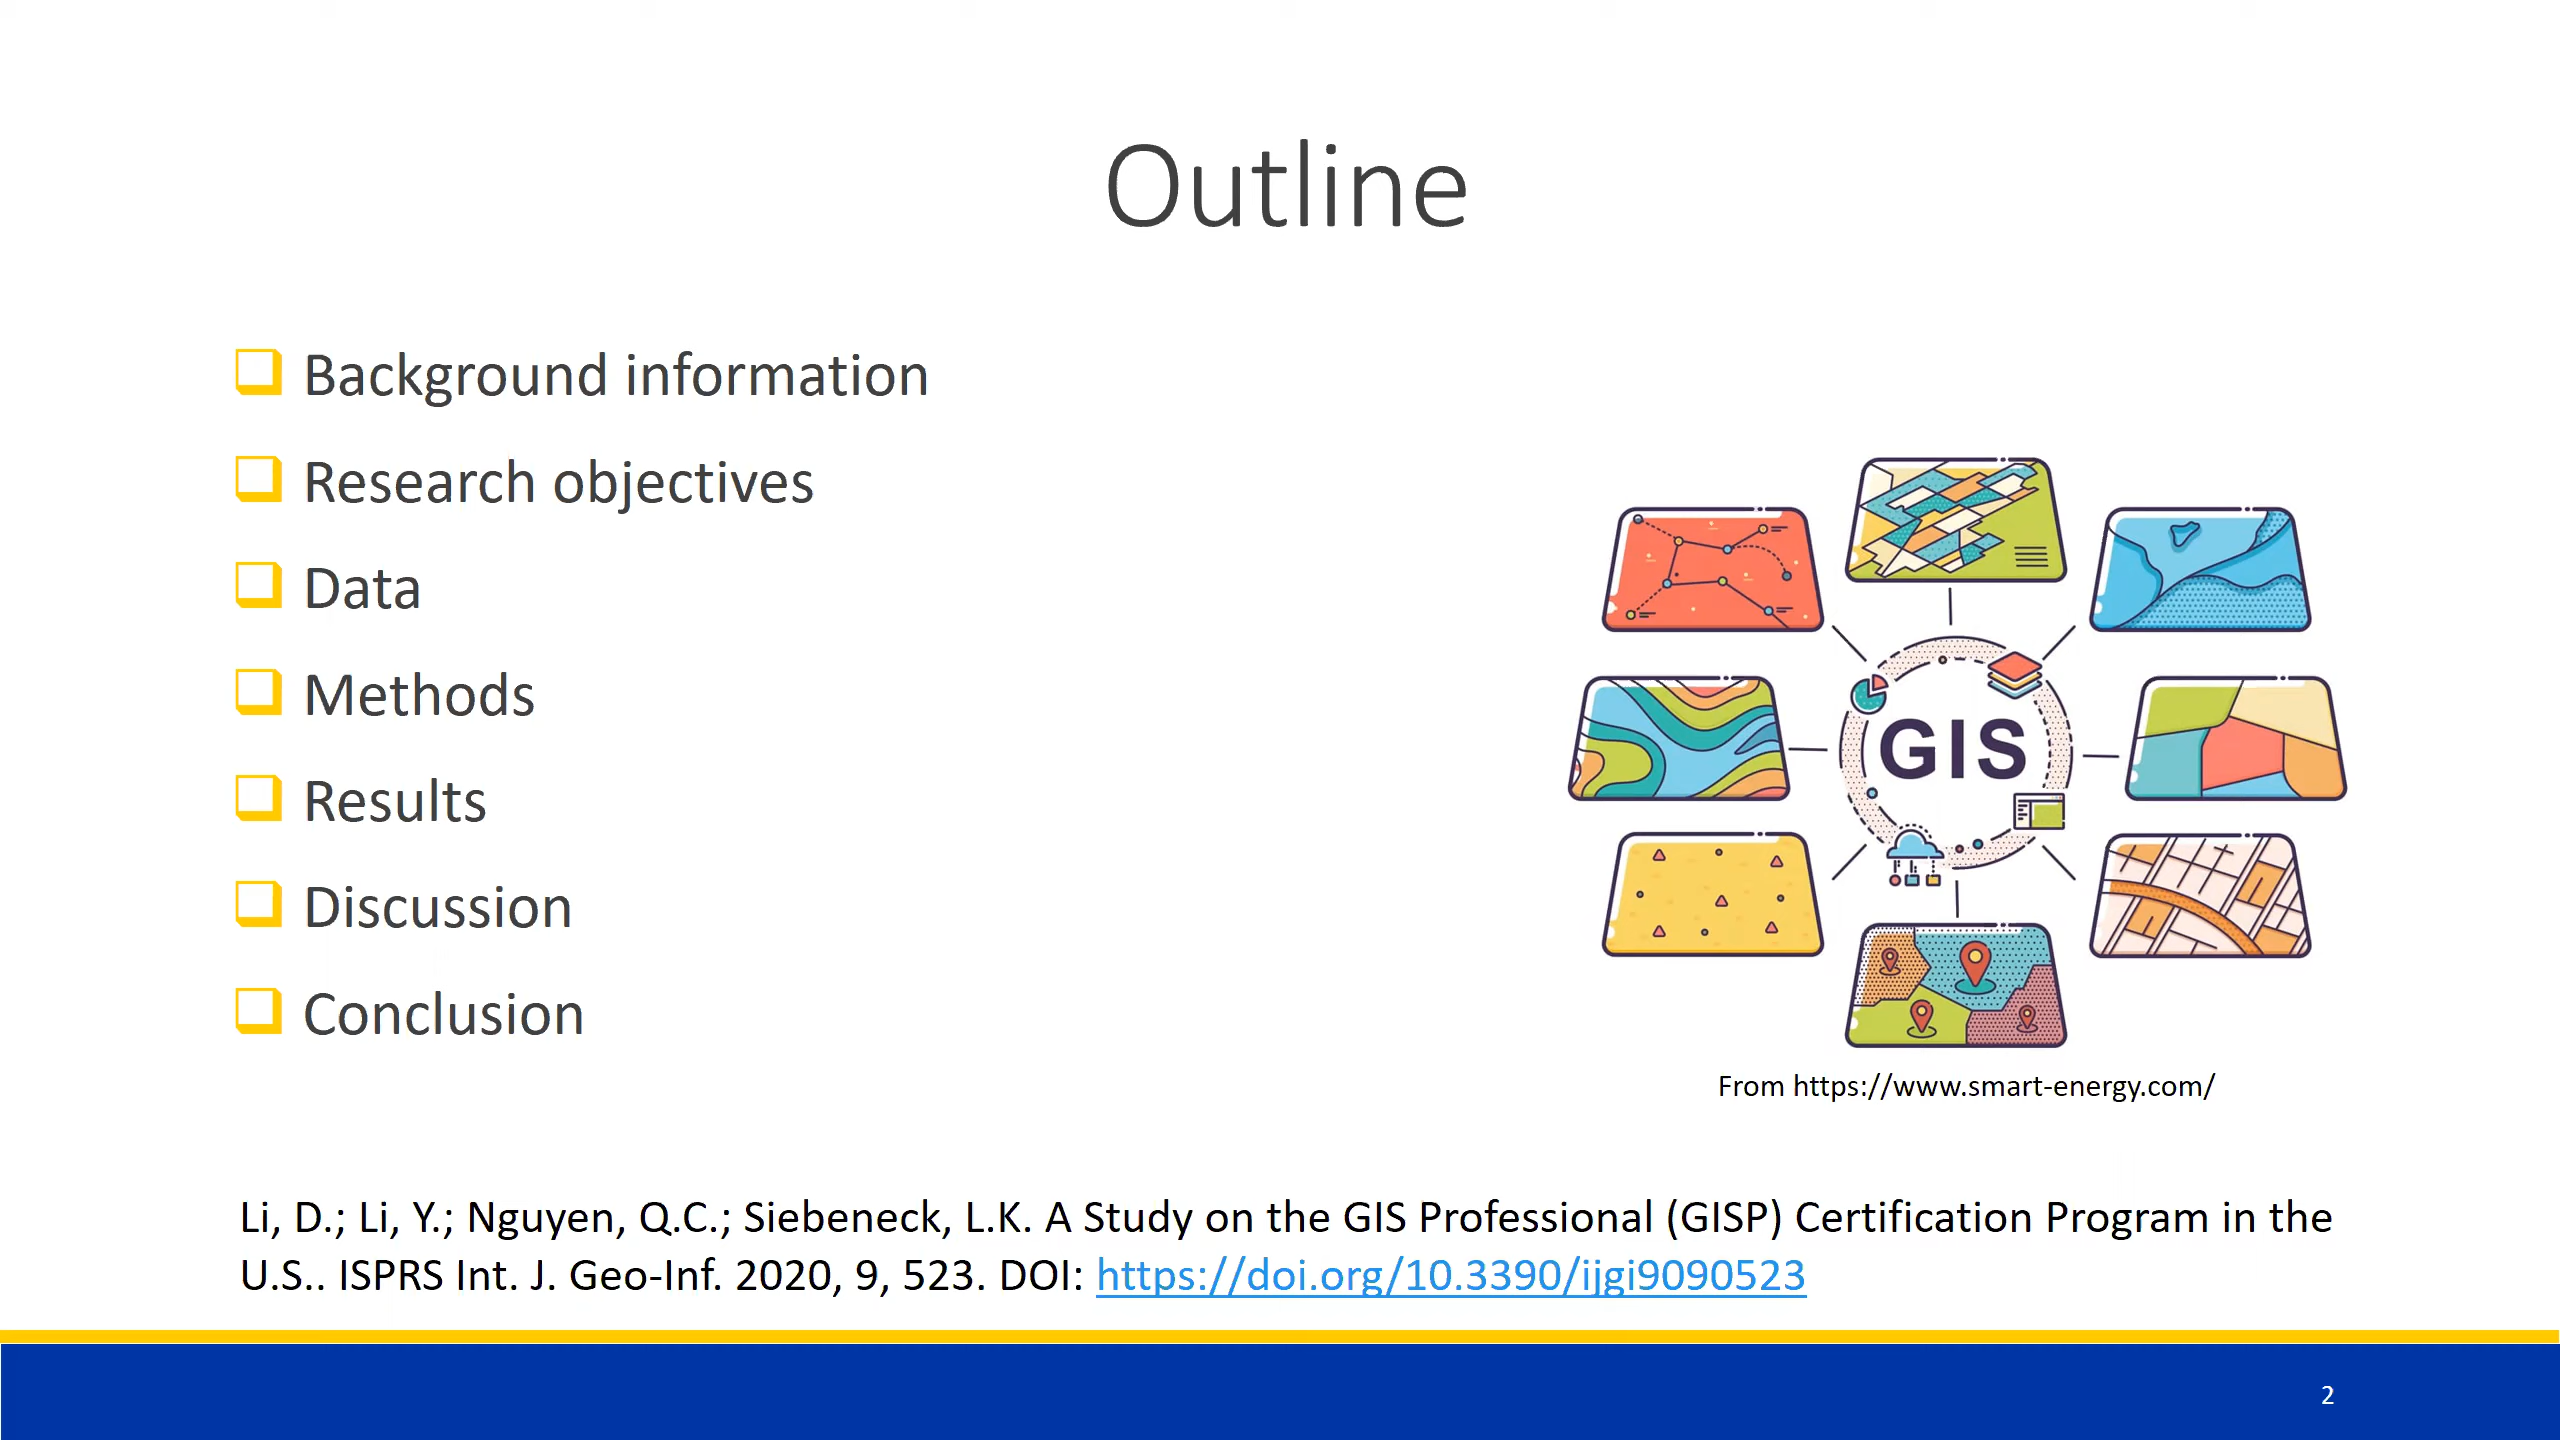 Outline
Background information
Research objectives
Data
Methods
Results
Discussion
Conclusion
GIS
From https://www.smart-energy.com/
Li, D.; Li, Y.; Nguyen, Q.C.; Siebeneck, L.K. A Study on the GIS Professional (GISP) Certification Program in the
U.S.. ISPRS Int. J. Geo-Inf. 2020, 9, 523. DOI: https://doi.org/10.3390/ijgi9090523
2